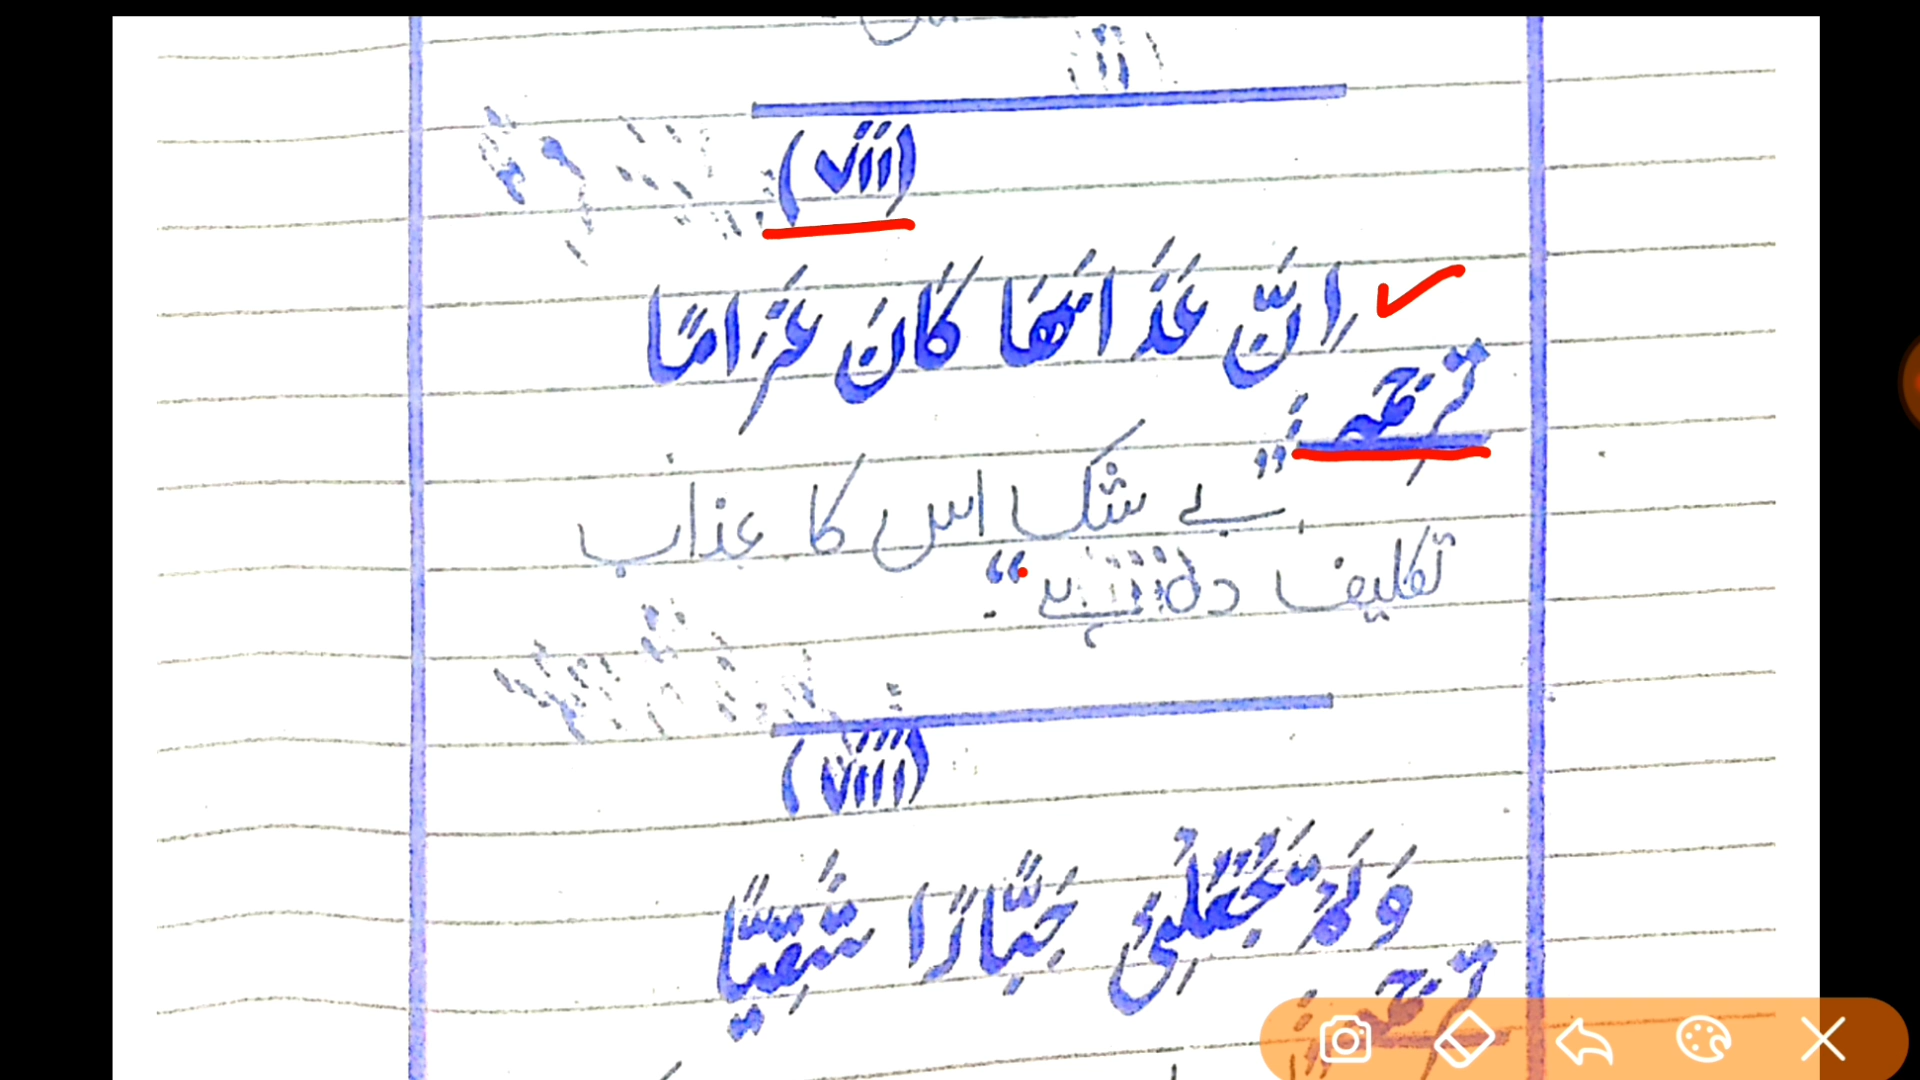 (vii)
اِنَّ عَذَابَهَا كَانَ غَرَامًا
ترجمہ:
"بے شک اس کا عذاب
تکلیف دہ ہے"۔
(viii)
وَلَمْ يَجْعَلْنِىْ جَبَّارًا شَقِيًّا
ترجمہ: